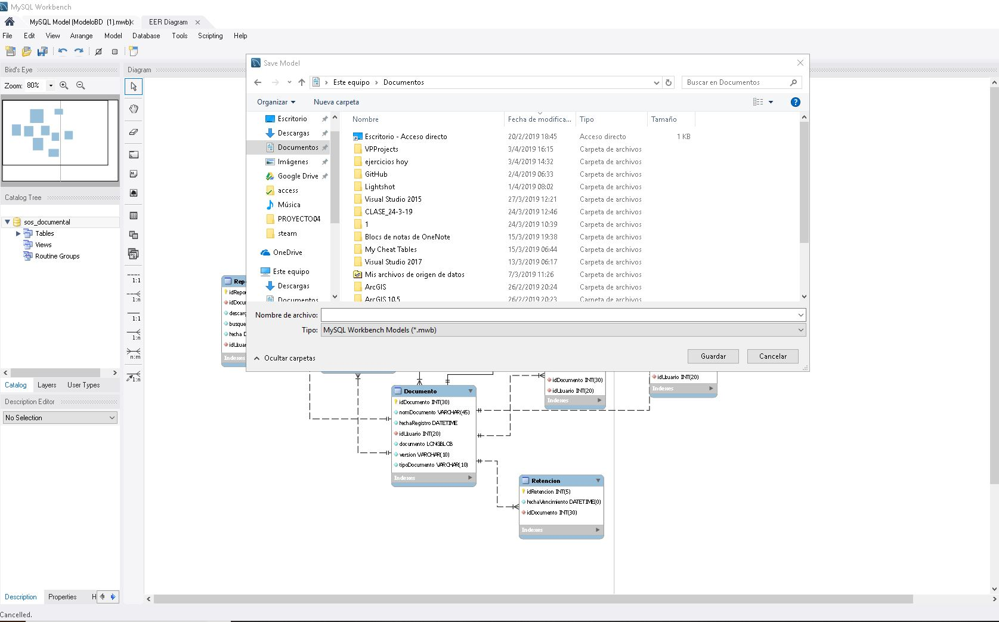 MySQL Workbench
MySQL Model (ModeloBD (1).mwb)
EER Diagram
File Edit View Arrange Model Database Tools Scripting Help
Bird's Eye
Zoom: 80%
Catalog Tree
sos_documental
Tables
Views
Routine Groups
Catalog Layers User Types
Description Editor
No Selection
Description Properties H
Cancelled.
Diagram
1:1
1:n
1:1
1:n
n:m
1:n
Save Model
Este equipo > Documentos
Buscar en Documentos
Organizar
Nueva carpeta
Escritorio
Descargas
Documentos
Imágenes
Google Drive
access
Música
PROYECTO04
steam
OneDrive
Este equipo
Descargas
Documentos
Nombre Fecha de modifica... Tipo Tamaño
Escritorio - Acceso directo 20/2/2019 18:45 Acceso directo 1 KB
VPProjects 3/4/2019 16:15 Carpeta de archivos
ejercicios hoy 3/4/2019 14:32 Carpeta de archivos
GitHub 2/4/2019 06:33 Carpeta de archivos
Lightshot 1/4/2019 08:02 Carpeta de archivos
Visual Studio 2015 27/3/2019 12:21 Carpeta de archivos
CLASE_24-3-19 24/3/2019 12:46 Carpeta de archivos
1 24/3/2019 10:39 Carpeta de archivos
Blocs de notas de OneNote 15/3/2019 19:38 Carpeta de archivos
My Cheat Tables 15/3/2019 06:44 Carpeta de archivos
Visual Studio 2017 13/3/2019 06:17 Carpeta de archivos
Mis archivos de origen de datos 7/3/2019 11:26 Carpeta de archivos
ArcGIS 26/2/2019 20:24 Carpeta de archivos
ArcGIS 10.5 26/2/2019 20:23 Carpeta de archivos
Nombre de archivo:
Tipo: MySQL Workbench Models (*.mwb)
Ocultar carpetas
Guardar
Cancelar
Rep
idRepor
idDocu
descarg
busque
fecha D
idUsuar
Indexes
Documento
idDocumento INT(30)
nomDocumento VARCHAR(45)
fechaRegistro DATETIME
idUsuario INT(20)
documento LONGBLOB
version VARCHAR(10)
tipoDocumento VARCHAR(10)
Indexes
idDocumento INT(30)
idUsuario INT(20)
Indexes
idUsuario INT(20)
Indexes
Retencion
idRetencion INT(5)
fechaVencimiento DATETIME(0)
idDocumento INT(30)
Indexes